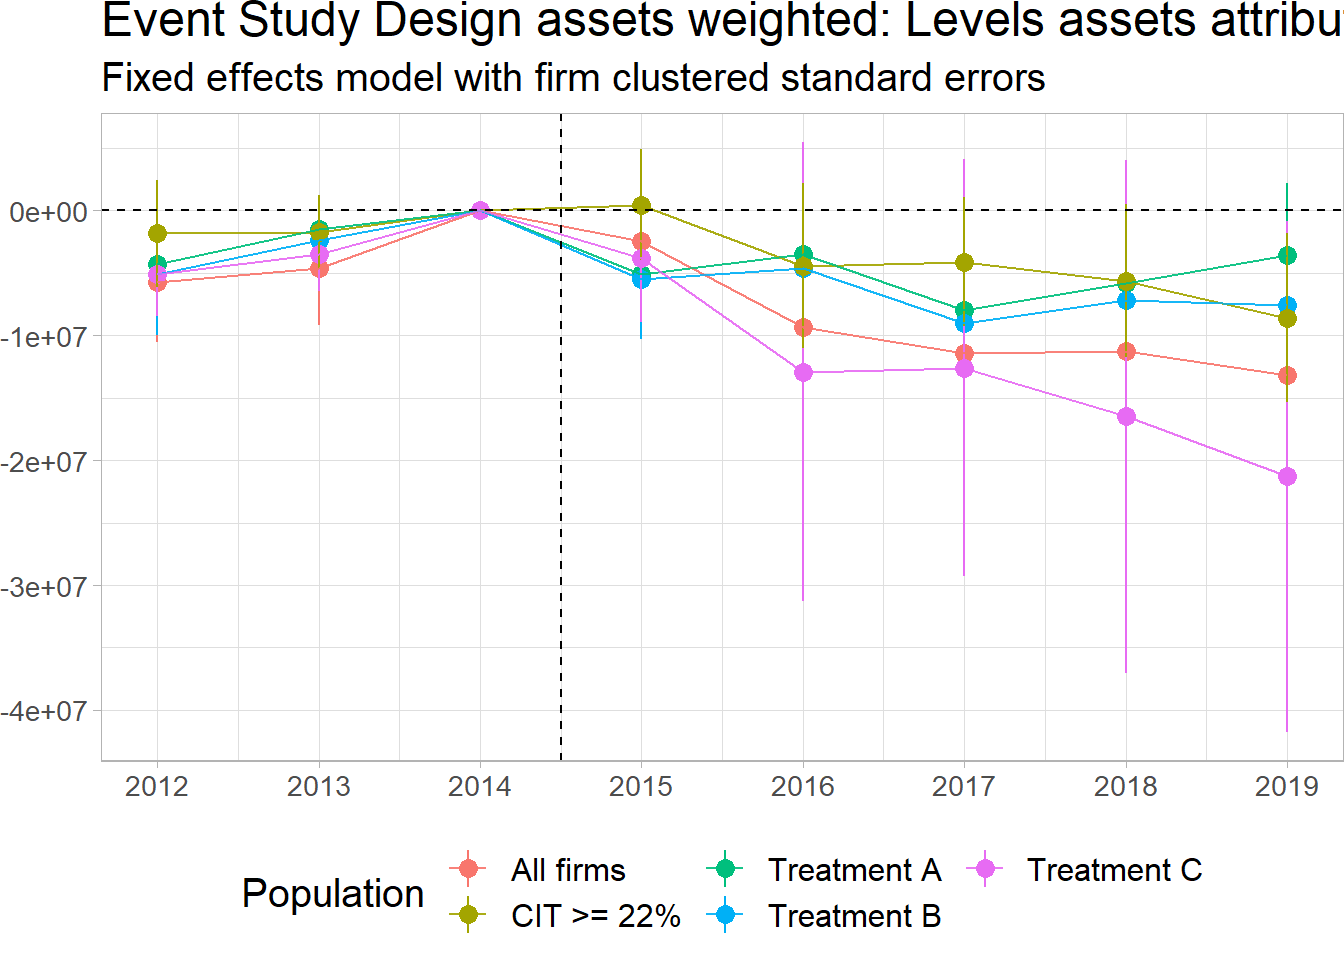 Event Study Design assets weighted: Levels assets
Fixed effects model with firm clustered standard errors
0e+00
-1e+07
-2e+07
-3e+07
-4e+07
2012 2013 2014 2015 2016 2017 2018 2019
Population
All firms Treatment A Treatment C
CIT >= 22% Treatment B